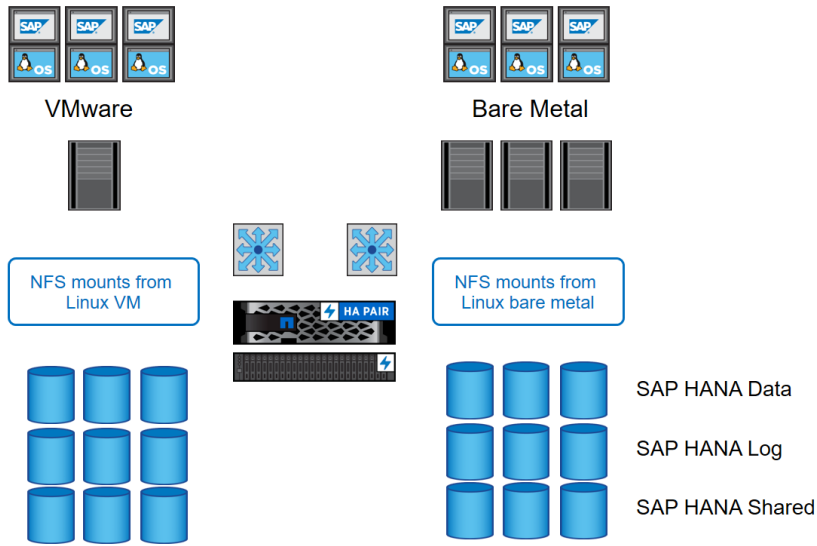 SAP SAP SAP
OS OS OS
VMware
SAP SAP SAP
OS OS OS
Bare Metal
NFS mounts from
Linux VM
HA PAIR
NFS mounts from
Linux bare metal
SAP HANA Data
SAP HANA Log
SAP HANA Shared